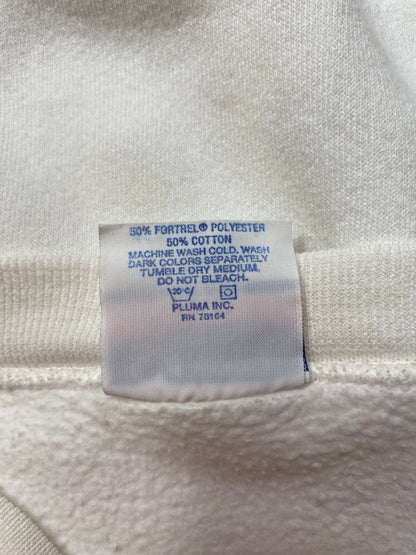 50% FORTREL® POLYESTER
50% COTTON
MACHINE WASH COLD. WASH
DARK COLORS SEPARATELY
TUMBLE DRY MEDIUM.
DO NOT BLEACH.
30°C
PLUMA INC.
RN 73164